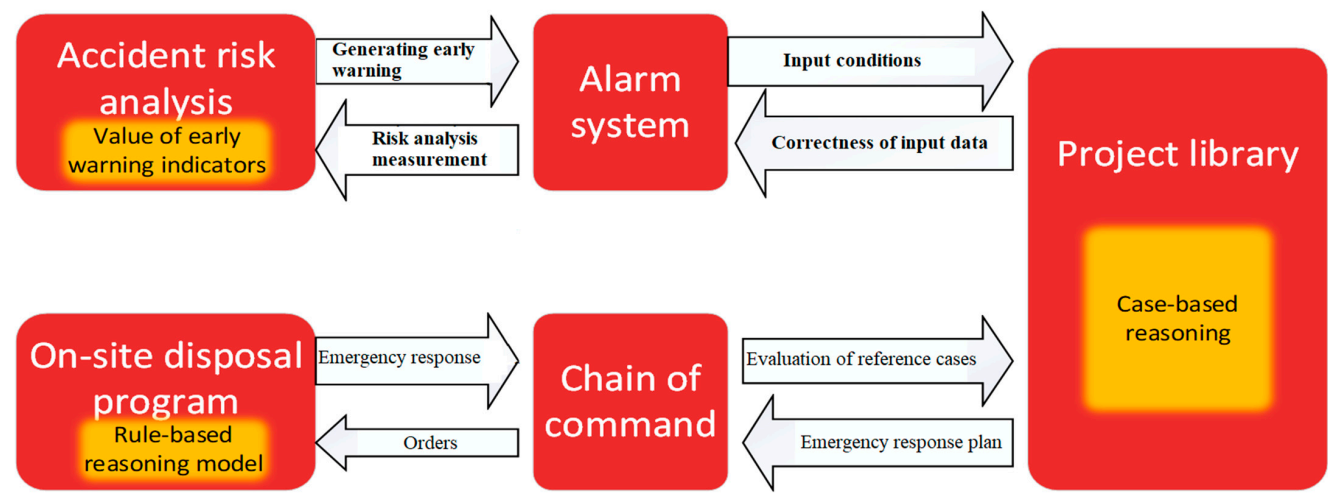 Accident risk
analysis
Value of early
warning indicators
Generating early
warning
Risk analysis
measurement
Alarm
system
Input conditions
Correctness of input data
Project library
Case-based
reasoning
On-site disposal
program
Rule-based
reasoning model
Emergency response
Orders
Chain of
command
Evaluation of reference cases
Emergency response plan